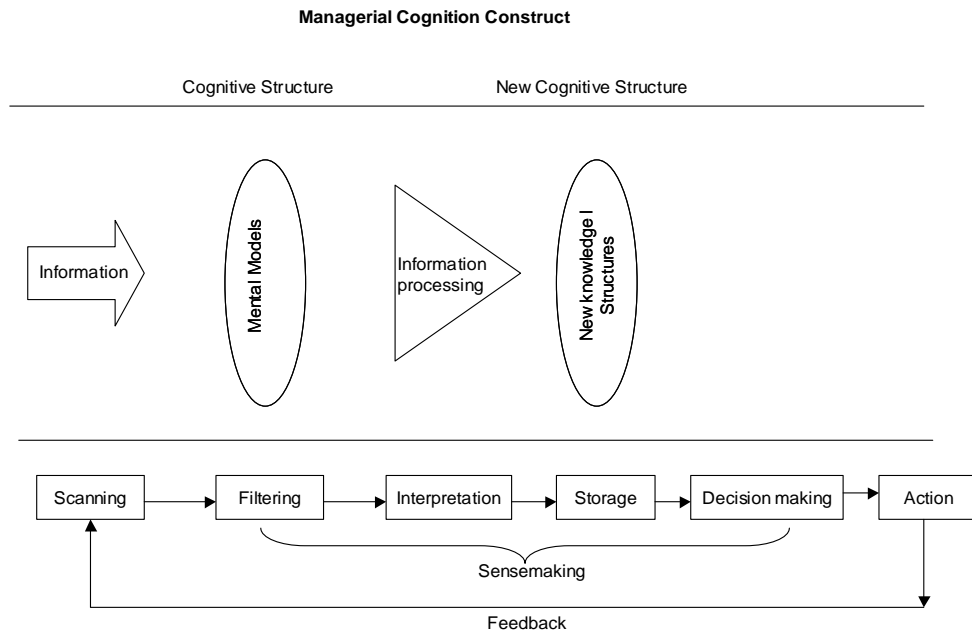 Managerial Cognition Construct
Cognitive Structure
New Cognitive Structure
Information
Mental Models
Information
processing
New knowledge l
Structures
Scanning
Filtering
Interpretation
Storage
Decision making
Action
Sensemaking
Feedback